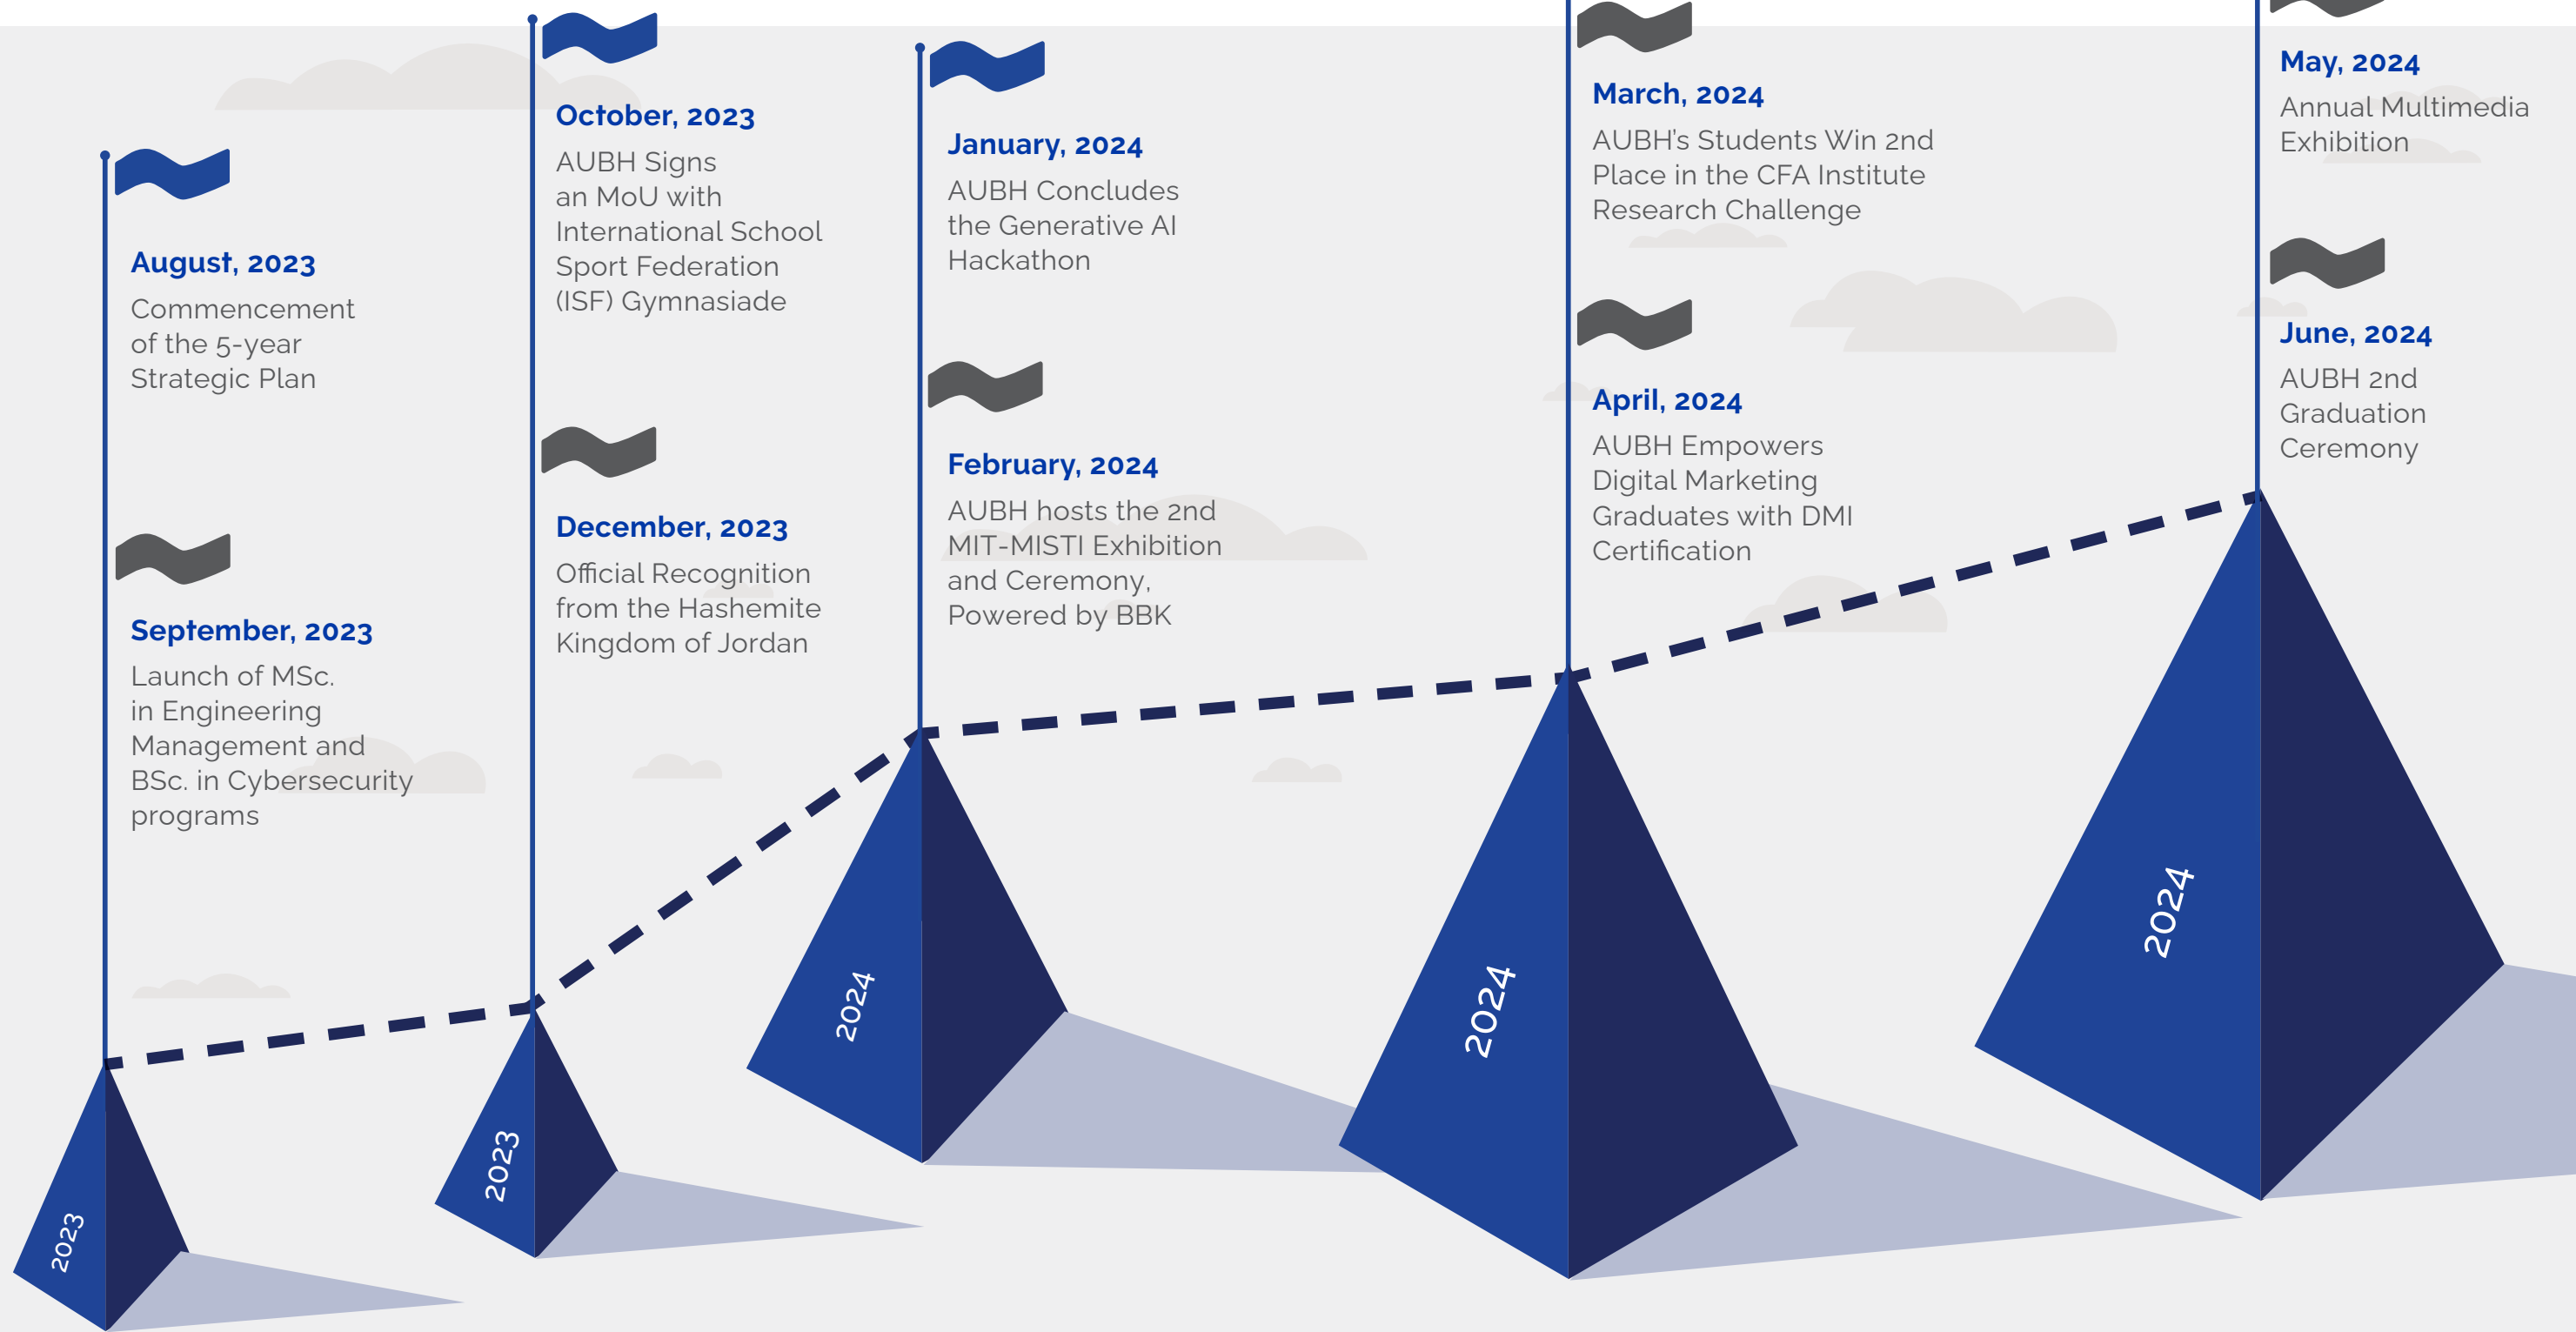 August, 2023
Commencement
of the 5-year
Strategic Plan
September, 2023
Launch of MSc.
in Engineering
Management and
BSc. in Cybersecurity
programs
2023
October, 2023
AUBH Signs
an MoU with
International School
Sport Federation
(ISF) Gymnasiade
December, 2023
Official Recognition
from the Hashemite
Kingdom of Jordan
2023
January, 2024
AUBH Concludes
the Generative AI
Hackathon
February, 2024
AUBH hosts the 2nd
MIT-MISTI Exhibition
and Ceremony,
Powered by BBK
2024
March, 2024
AUBH’s Students Win 2nd
Place in the CFA Institute
Research Challenge
April, 2024
AUBH Empowers
Digital Marketing
Graduates with DMI
Certification
2024
May, 2024
Annual Multimedia
Exhibition
June, 2024
AUBH 2nd
Graduation
Ceremony
2024